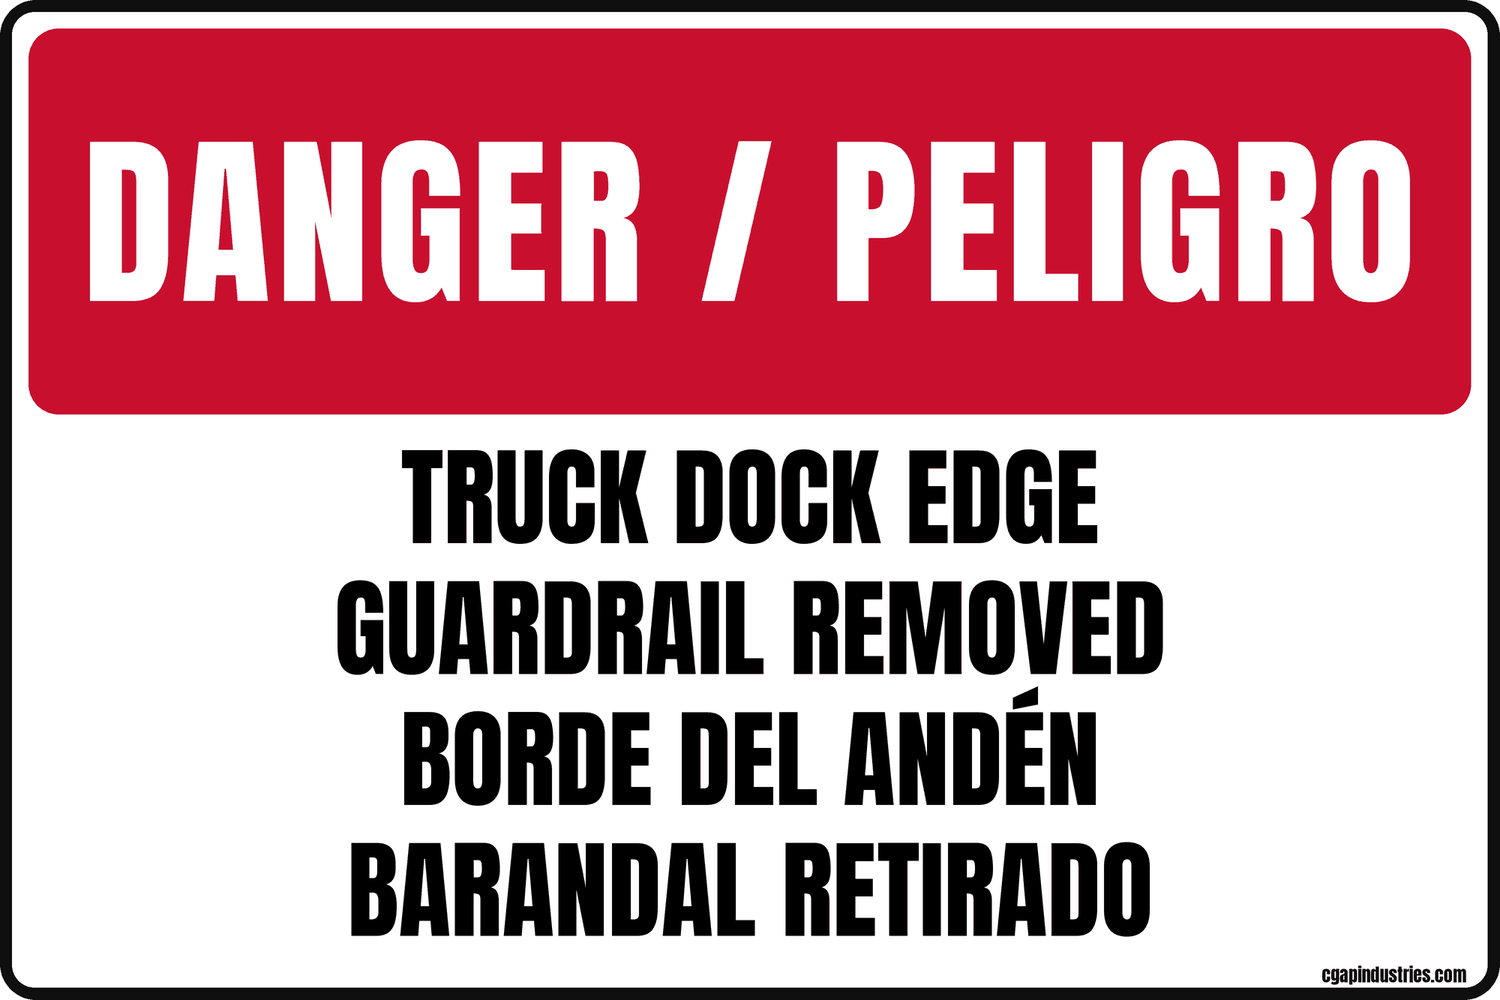 DANGER / PELIGRO
TRUCK DOCK EDGE
GUARDRAIL REMOVED
BORDE DEL ANDÉN
BARANDAL RETIRADO
cgapindustries.com